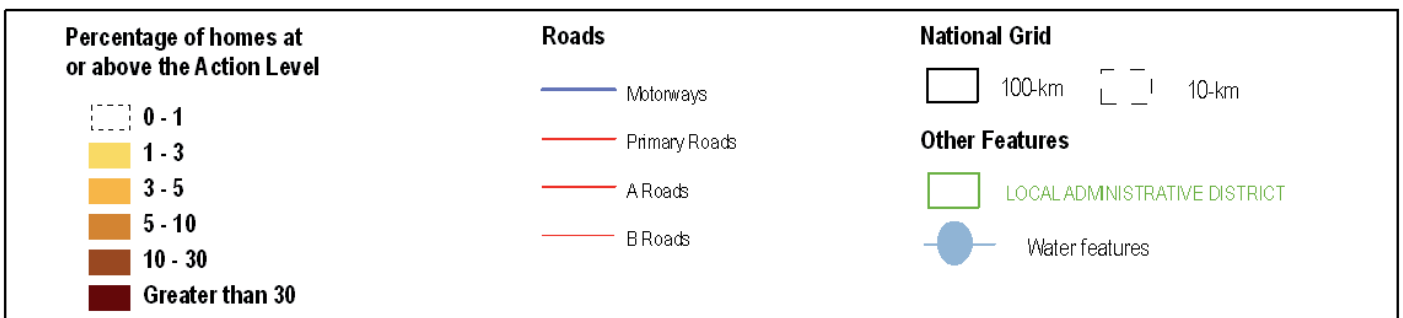 Percentage of homes at
or above the Action Level
0 - 1
1 - 3
3 - 5
5 - 10
10 - 30
Greater than 30
Roads
Motorways
Primary Roads
A Roads
B Roads
National Grid
100-km
10-km
Other Features
LOCAL ADMINISTRATIVE DISTRICT
Water features